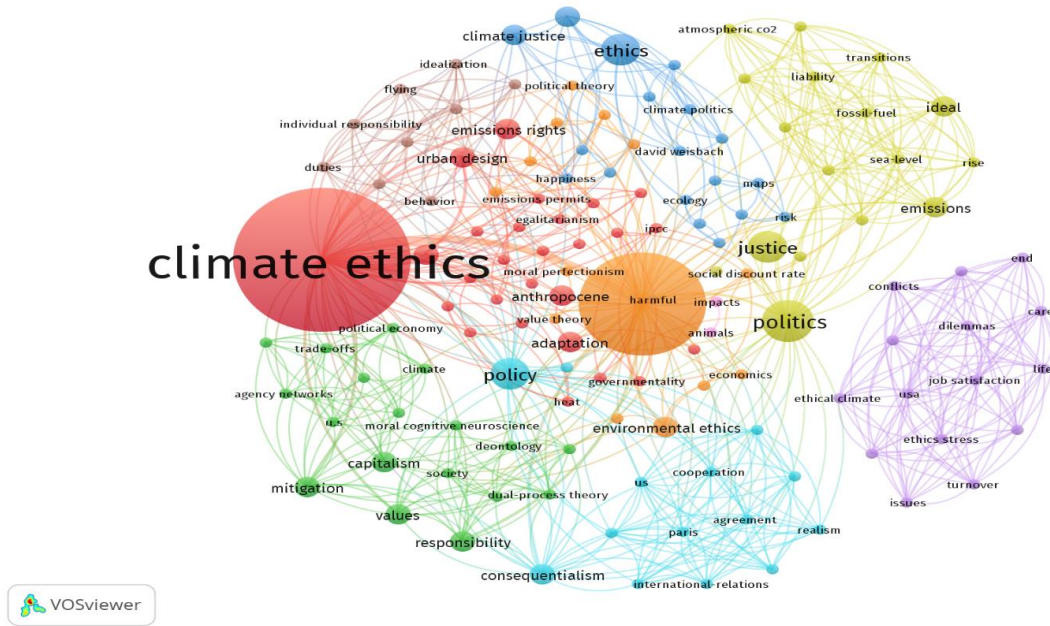 climate justice
ethics
atmospheric co2
idealization
transitions
flying
political theory
liability
climate politics
ideal
individual responsibility
emissions rights
fossil-fuel
urban design
david weisbach
sea-level
rise
duties
happiness
maps
behavior
emissions permits
ecology
emissions
egalitarianism
risk
ipcc
justice
climate ethics
moral perfectionism
social discount rate
end
anthropocene
harmful
impacts
conflicts
value theory
politics
care
political economy
animals
dilemmas
adaptation
trade-offs
climate
policy
economics
life
governmentality
job satisfaction
agency networks
heat
ethical climate
usa
u.s
moral cognitive neuroscience
environmental ethics
deontology
ethics stress
capitalism
society
cooperation
mitigation
us
turnover
dual-process theory
issues
values
agreement
paris
realism
responsibility
consequentialism
international-relations
VOSviewer